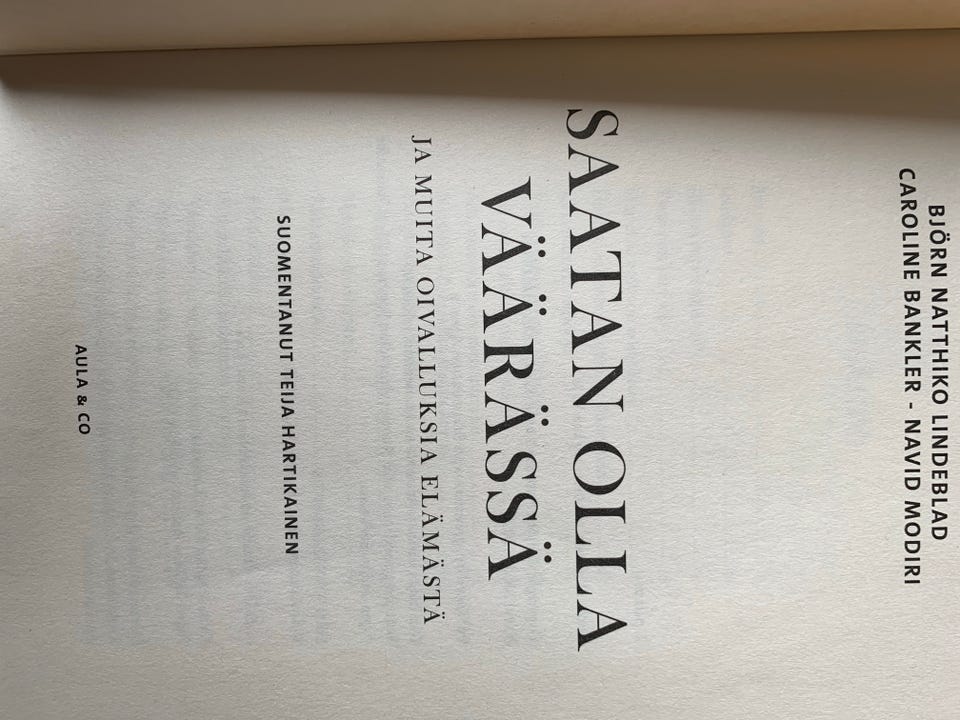 BJÖRN NATTHIKO LINDEBLAD
CAROLINE BANKLER - NAVID MODIRI
SAATAN OLLA
VÄÄRÄSSÄ
JA MUITA OIVALLUKSIA ELÄMÄSTÄ
SUOMENTANUT TEIJA HARTIKAINEN
AULA & CO